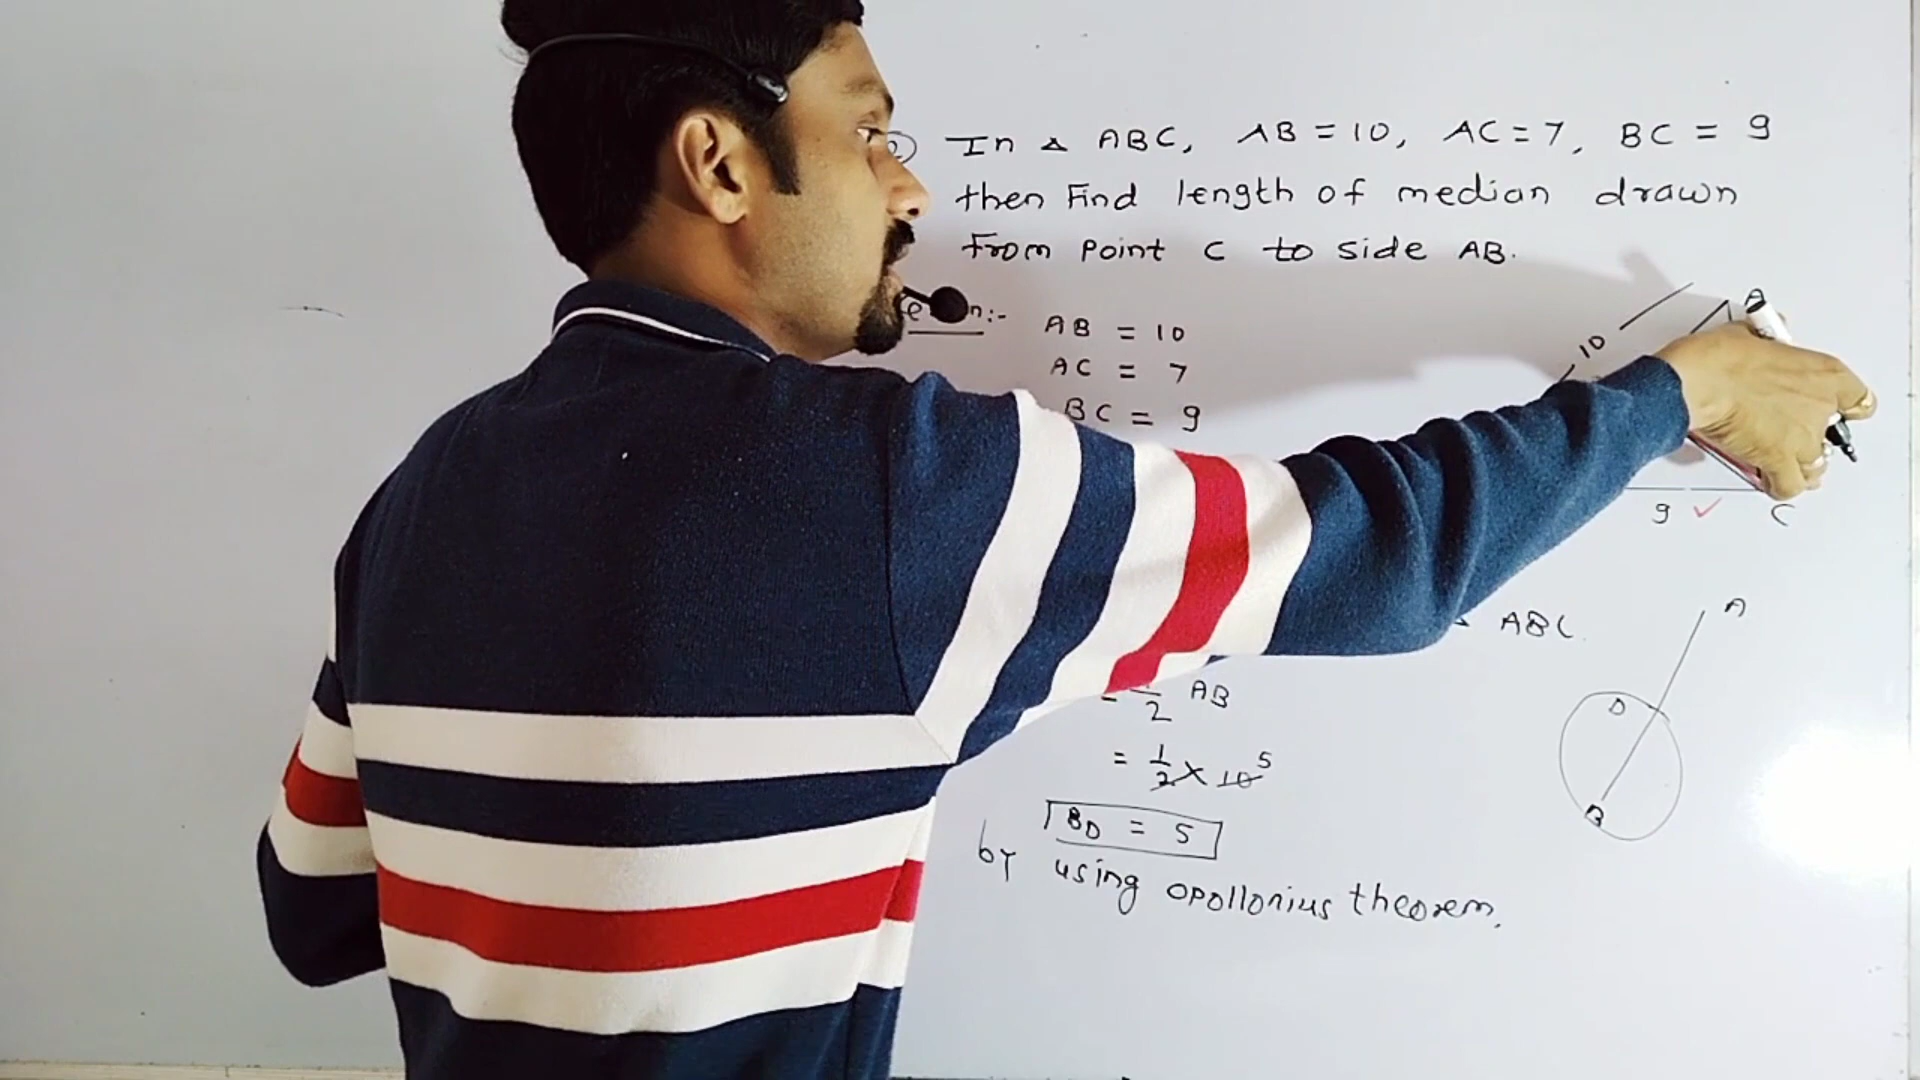 In △ ABC, AB = 10, AC = 7, BC = 9
then Find length of median drawn
From Point C to side AB.
AB = 10
AC = 7
BC = 9
A
10
9 ✓
C
ABC.
= 1/2 AB
= 1/2 × 10 5
BD = 5
by using opollonius theorem.
A
D
B